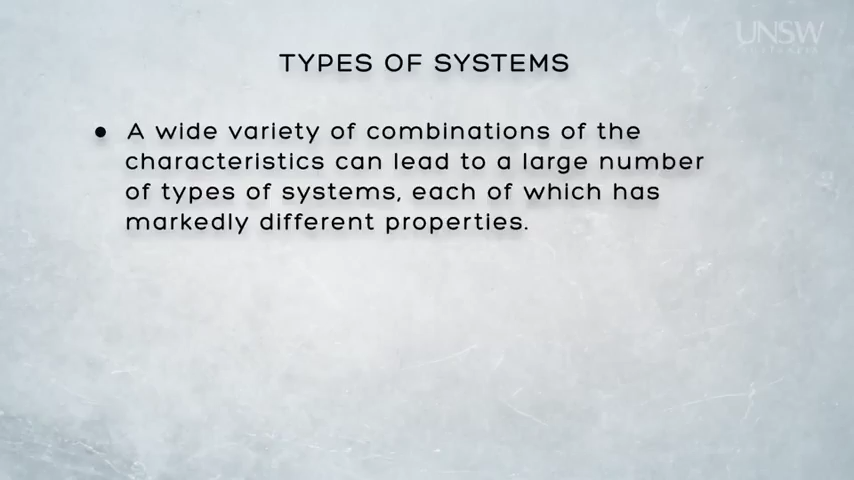 UNSW
AUSTRALIA
TYPES OF SYSTEMS
● A wide variety of combinations of the
characteristics can lead to a large number
of types of systems, each of which has
markedly different properties.